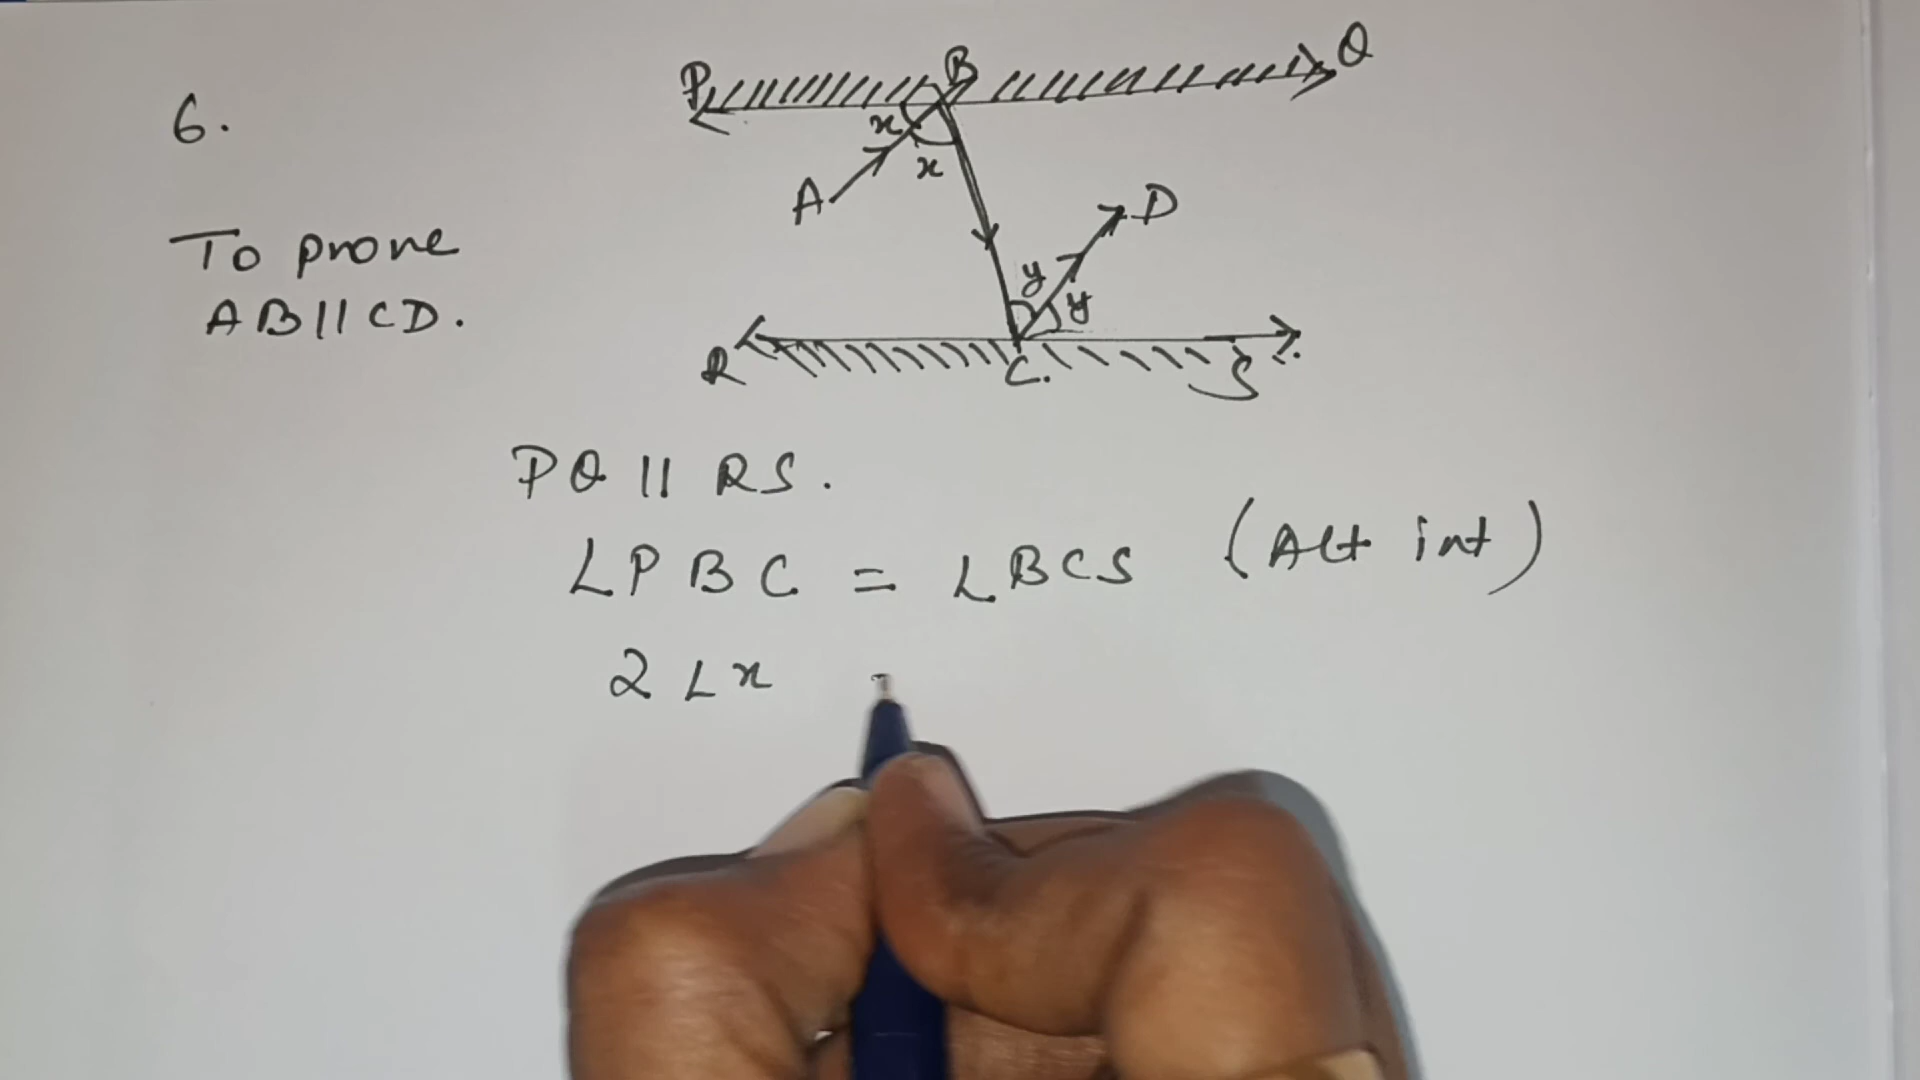 6.
To prove
AB || CD.
P B Q
x
x
A
D
y
y
R C. S
PQ || RS.
∠PBC = ∠BCS (Alt int)
2∠x